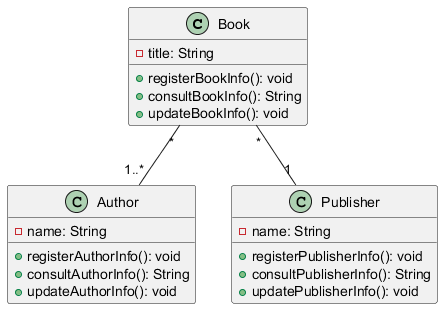 C Book
title: String
registerBookInfo(): void
consultBookInfo(): String
updateBookInfo(): void
* *
1..* 1
C Author
name: String
registerAuthorInfo(): void
consultAuthorInfo(): String
updateAuthorInfo(): void
C Publisher
name: String
registerPublisherInfo(): void
consultPublisherInfo(): String
updatePublisherInfo(): void